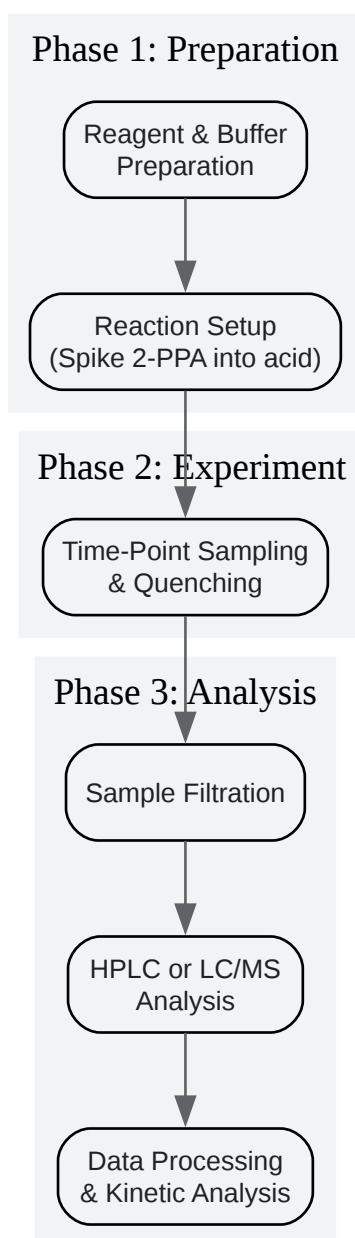 Phase 1: Preparation
Reagent & Buffer
Preparation
Reaction Setup
(Spike 2-PPA into acid)
Phase 2: Experiment
Time-Point Sampling
& Quenching
Phase 3: Analysis
Sample Filtration
HPLC or LC/MS
Analysis
Data Processing
& Kinetic Analysis